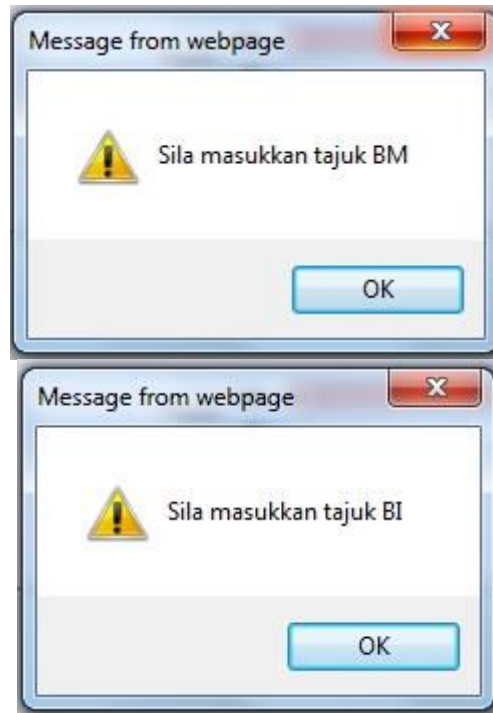 Message from webpage
Sila masukkan tajuk BM
OK
Message from webpage
Sila masukkan tajuk BI
OK